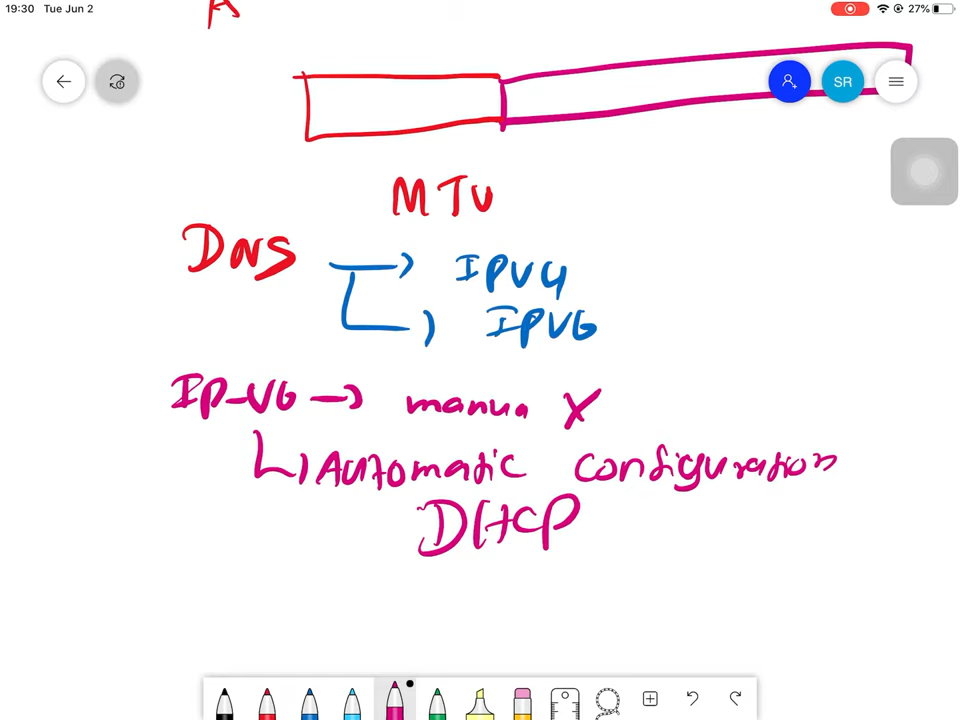 19:30 Tue Jun 2
27%
A
SR
MTU
DNS
IPV4
IPV6
IP-V6 → manua X
Automatic configuration
DHCP